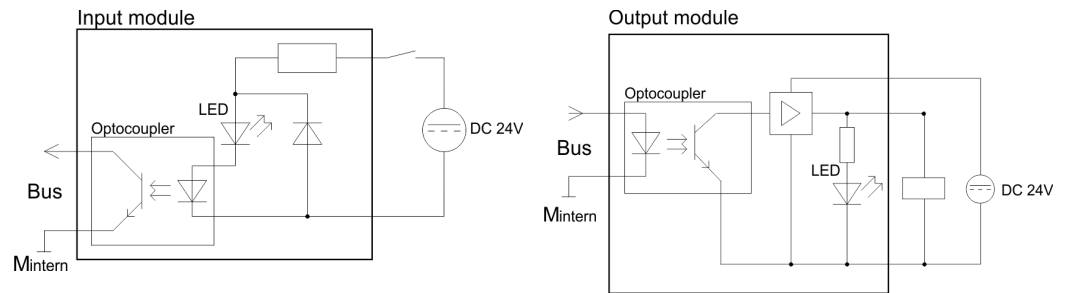 Input module
LED
Optocoupler
DC 24V
Bus
Mintern
Output module
Optocoupler
Bus
LED
DC 24V
Mintern